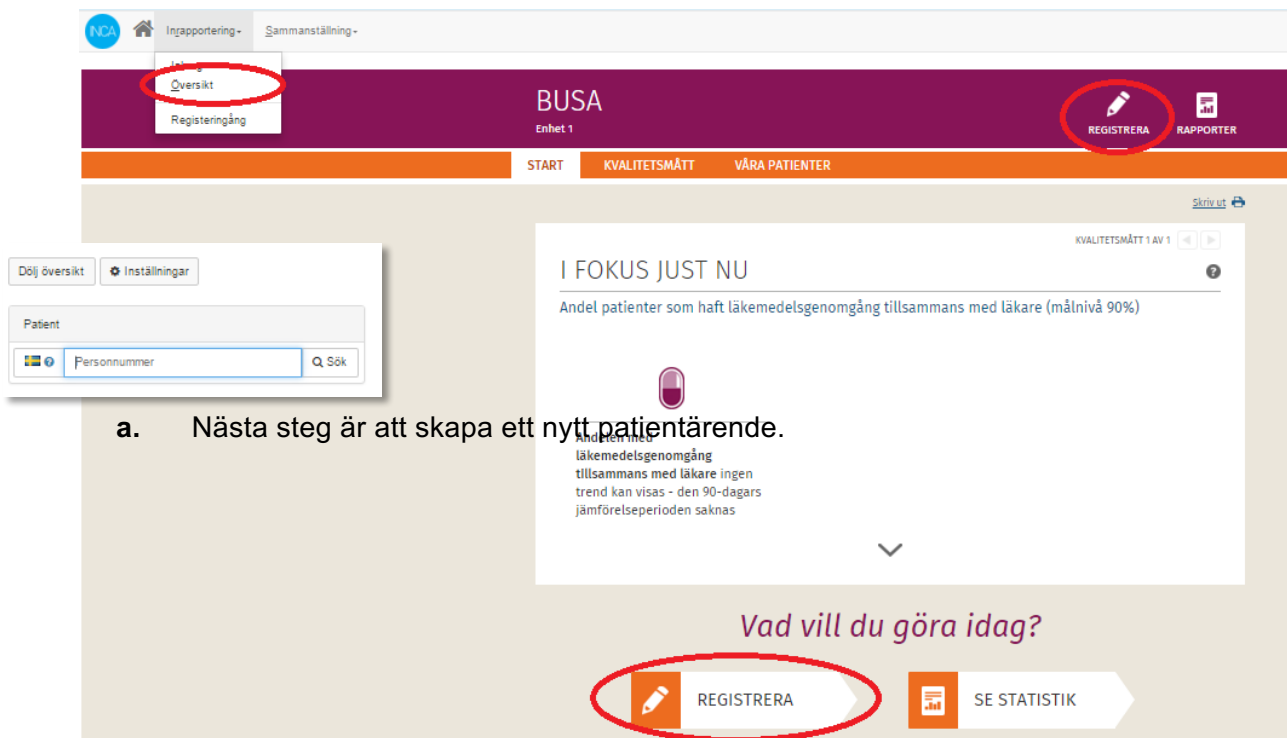 INCA
Inrapportering
Sammanställning
Översikt
Registeringång
BUSA
Enhet 1
REGISTRERA
RAPPORTER
START
KVALITETSMÅTT
VÅRA PATIENTER
Skriv ut
KVALITETSMÅTT 1 AV 1
I FOKUS JUST NU
Andel patienter som haft läkemedelsgenomgång tillsammans med läkare (målnivå 90%)
Dölj översikt
Inställningar
Patient
Personnummer
Sök
a. Nästa steg är att skapa ett nytt patientärende.
Andelen med
läkemedelsgenomgång
tillsammans med läkare ingen
trend kan visas - den 90-dagars
jämförelseperioden saknas
Vad vill du göra idag?
REGISTRERA
SE STATISTIK